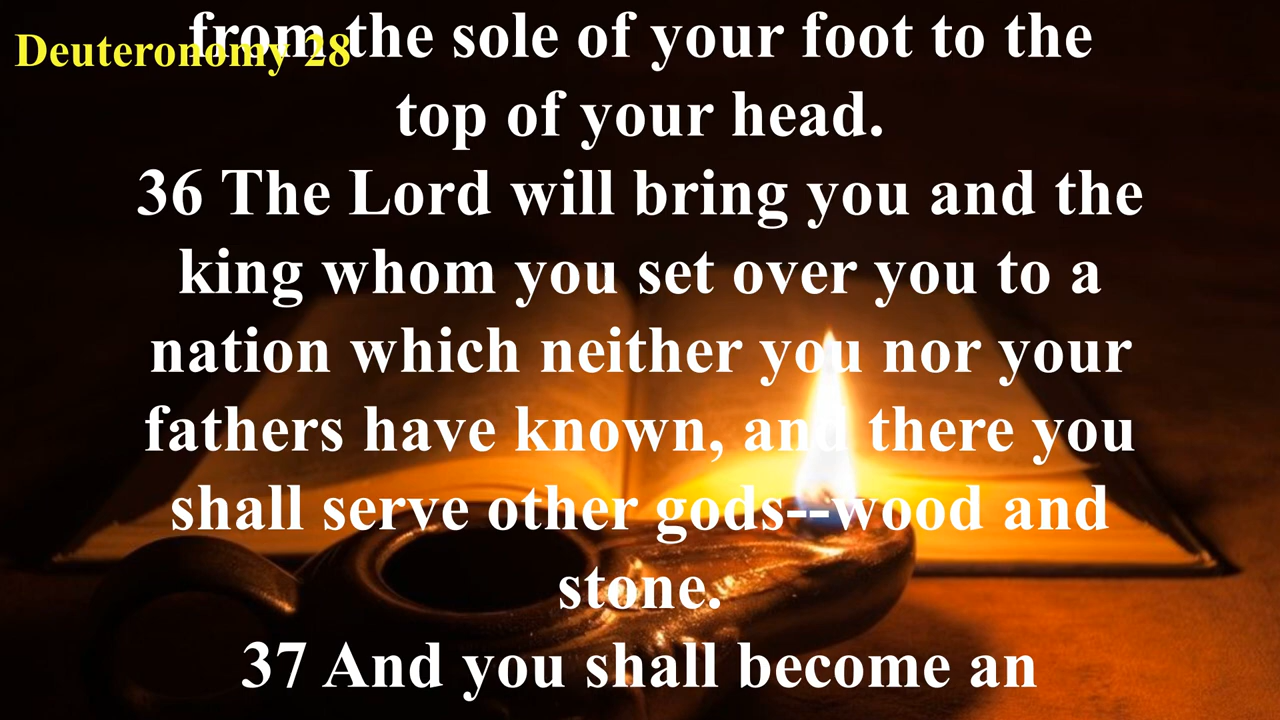 Deuteronomy 28
from the sole of your foot to the
top of your head.
36 The Lord will bring you and the
king whom you set over you to a
nation which neither you nor your
fathers have known, and there you
shall serve other gods--wood and
stone.
37 And you shall become an